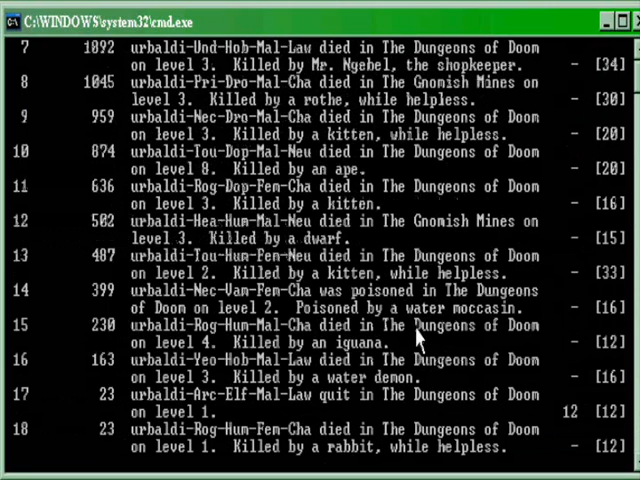 C:\WINDOWS\system32\cmd.exe
7 1092 urbaldi-Und-Hob-Mal-Law died in The Dungeons of Doom
on level 3. Killed by Mr. Ngebel, the shopkeeper. - [34]
8 1045 urbaldi-Pri-Dro-Mal-Cha died in The Gnomish Mines on
level 3. Killed by a rothe, while helpless. - [30]
9 959 urbaldi-Nec-Dro-Mal-Cha died in The Dungeons of Doom
on level 3. Killed by a kitten, while helpless. - [20]
10 874 urbaldi-Tou-Dop-Mal-Neu died in The Dungeons of Doom
on level 8. Killed by an ape. - [20]
11 636 urbaldi-Rog-Dop-Fem-Cha died in The Dungeons of Doom
on level 3. Killed by a kitten. - [16]
12 502 urbaldi-Hea-Hum-Mal-Neu died in The Gnomish Mines on
level 3. Killed by a dwarf. - [15]
13 487 urbaldi-Tou-Hum-Fem-Neu died in The Dungeons of Doom
on level 2. Killed by a kitten, while helpless. - [33]
14 399 urbaldi-Nec-Vam-Fem-Cha was poisoned in The Dungeons
of Doom on level 2. Poisoned by a water moccasin. - [16]
15 230 urbaldi-Rog-Hum-Mal-Cha died in The Dungeons of Doom
on level 4. Killed by an iguana. - [12]
16 163 urbaldi-Yeo-Hob-Mal-Law died in The Dungeons of Doom
on level 3. Killed by a water demon. - [16]
17 23 urbaldi-Arc-Elf-Mal-Law quit in The Dungeons of Doom
on level 1. 12 [12]
18 23 urbaldi-Rog-Hum-Fem-Cha died in The Dungeons of Doom
on level 1. Killed by a rabbit, while helpless. - [12]